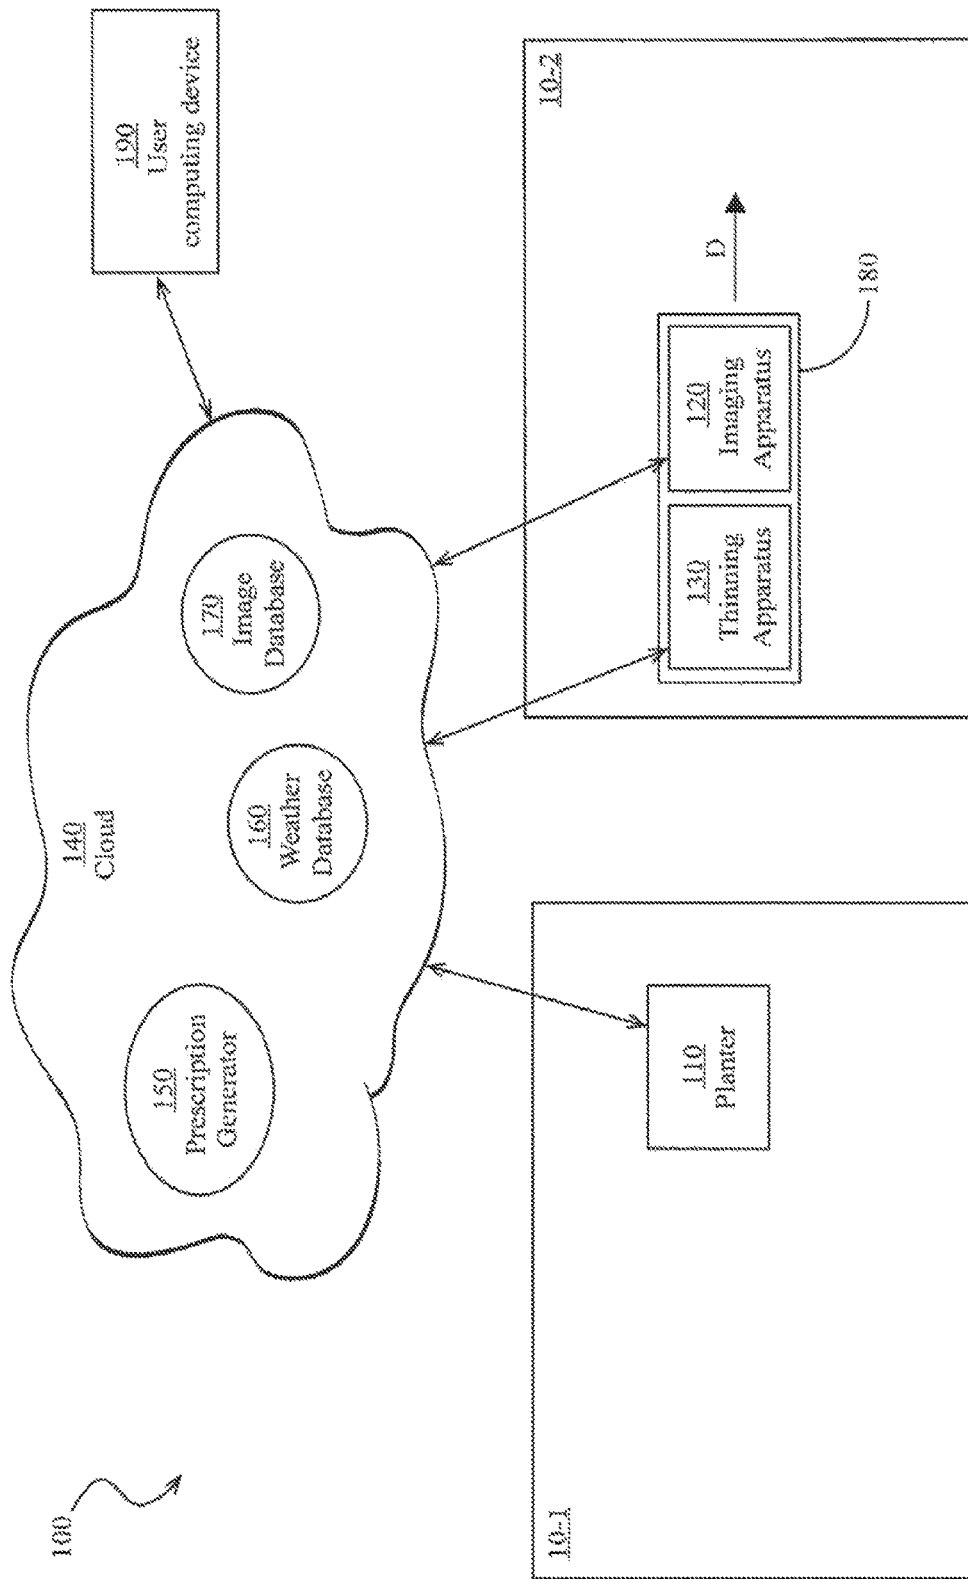 100
140
Cloud
150
Prescription
Generator
160
Weather
Database
170
Image
Database
190
User
computing device
10-1
110
Planter
10-2
130
Thinning
Apparatus
120
Imaging
Apparatus
D
180